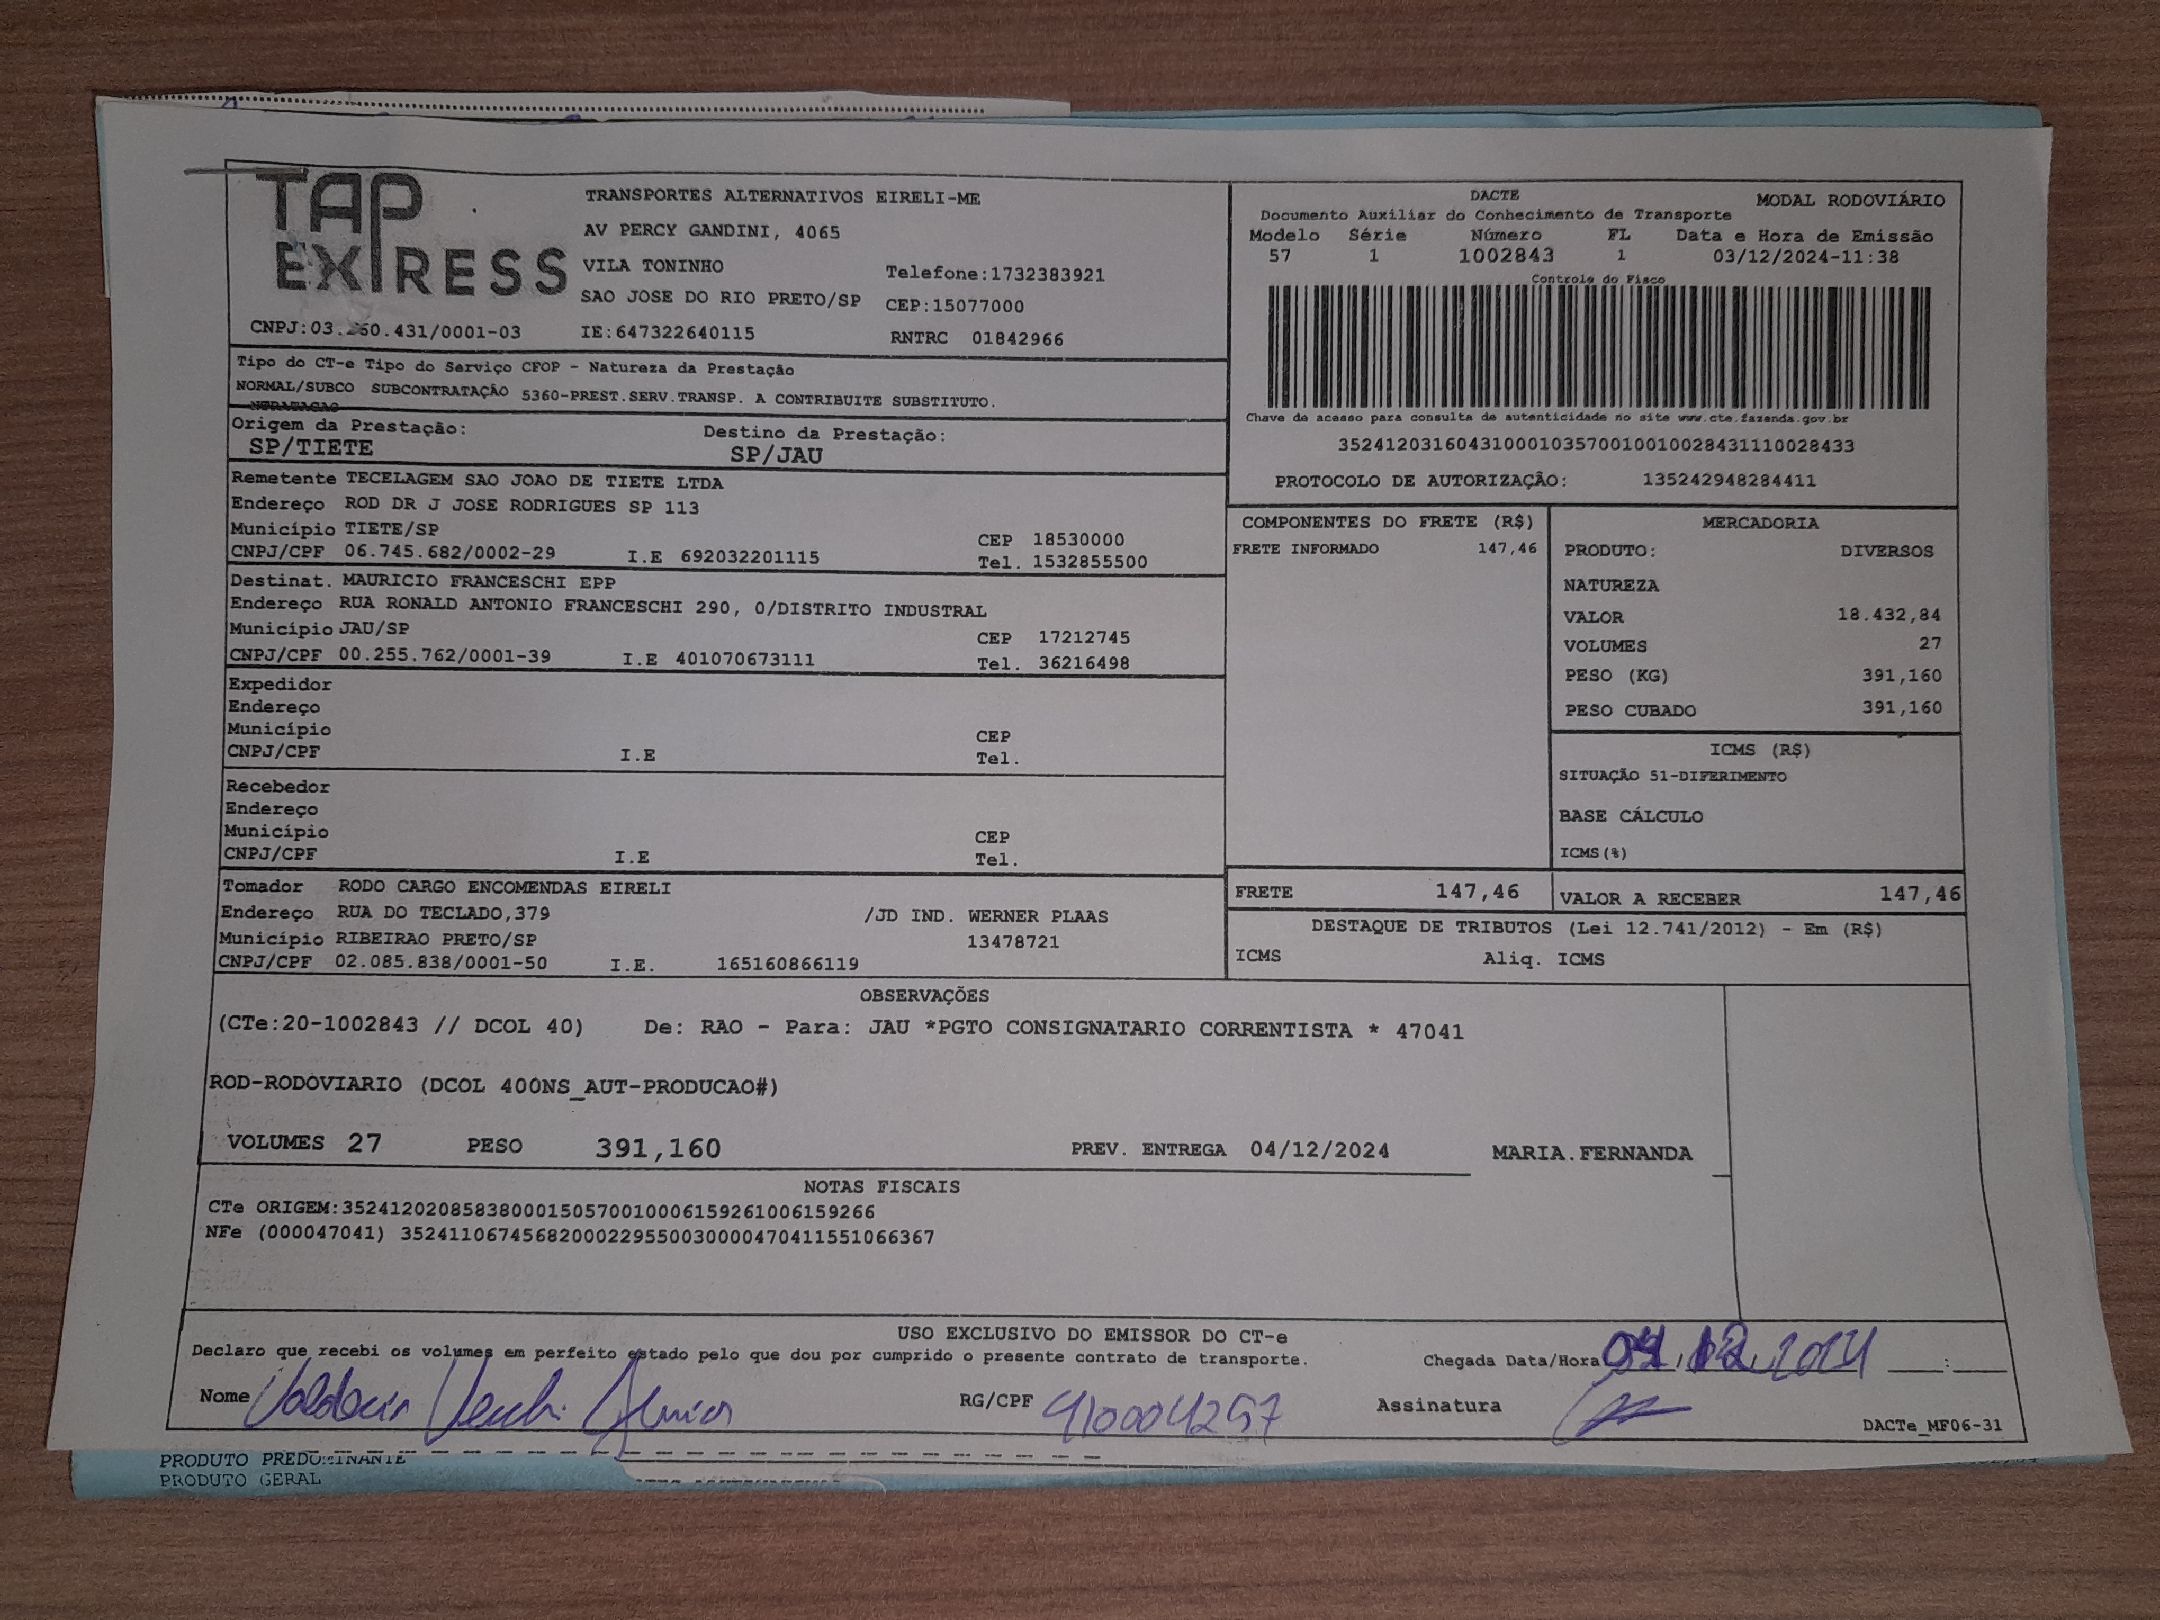 TAP
EXPRESS
TRANSPORTES ALTERNATIVOS EIRELI-ME
AV PERCY GANDINI, 4065
VILA TONINHO
Telefone:1732383921
SAO JOSE DO RIO PRETO/SP CEP:15077000
IE:647322640115 RNTRC 01842966
DACTE MODAL RODOVIÁRIO
Documento Auxiliar do Conhecimento de Transporte
Modelo Série Número FL Data e Hora de Emissão
57 1 1002843 1 03/12/2024-11:38
Controle do Fisco
Chave de acesso para consulta de autenticidade no site www.cte.fazenda.gov.br
35241203160431000103570010010028431110028433
PROTOCOLO DE AUTORIZAÇÃO: 135242948284411
Tipo do CT-e Tipo do Serviço CFOP - Natureza da Prestação
NORMAL/SUBCO SUBCONTRATAÇÃO 5360-PREST.SERV.TRANSP. A CONTRIBUITE SUBSTITUTO.
NTRATACAO
Origem da Prestação: Destino da Prestação:
SP/TIETE SP/JAU
Remetente TECELAGEM SAO JOAO DE TIETE LTDA
Endereço ROD DR J JOSE RODRIGUES SP 113
Município TIETE/SP CEP 18530000
CNPJ/CPF 06.745.682/0002-29 I.E 692032201115 Tel. 1532855500
Destinat. MAURICIO FRANCESCHI EPP
Endereço RUA RONALD ANTONIO FRANCESCHI 290, 0/DISTRITO INDUSTRAL
Município JAU/SP CEP 17212745
CNPJ/CPF 00.255.762/0001-39 I.E 401070673111 Tel. 36216498
Expedidor
Endereço
Município CEP
CNPJ/CPF I.E Tel.
Recebedor
Endereço
Município CEP
CNPJ/CPF I.E Tel.
Tomador RODO CARGO ENCOMENDAS EIRELI
Endereço RUA DO TECLADO,379 /JD IND. WERNER PLAAS
Município RIBEIRAO PRETO/SP 13478721
CNPJ/CPF 02.085.838/0001-50 I.E. 165160866119
COMPONENTES DO FRETE (R$)
FRETE INFORMADO 147,46
MERCADORIA
PRODUTO: DIVERSOS
NATUREZA
VALOR 18.432,84
VOLUMES 27
PESO (KG) 391,160
PESO CUBADO 391,160
ICMS (R$)
SITUAÇÃO 51-DIFERIMENTO
BASE CÁLCULO
ICMS(%)
FRETE 147,46 VALOR A RECEBER 147,46
DESTAQUE DE TRIBUTOS (Lei 12.741/2012) - Em (R$)
ICMS Aliq. ICMS
OBSERVAÇÕES
(CTe:20-1002843 // DCOL 40) De: RAO - Para: JAU *PGTO CONSIGNATARIO CORRENTISTA * 47041
ROD-RODOVIARIO (DCOL 400NS_AUT-PRODUCAO#)
VOLUMES 27 PESO 391,160 PREV. ENTREGA 04/12/2024 MARIA.FERNANDA
NOTAS FISCAIS
CTe ORIGEM:35241202085838000150570010006159261006159266
NFe (000047041) 35241106745682000229550030000470411551066367
USO EXCLUSIVO DO EMISSOR DO CT-e
Declaro que recebi os volumes em perfeito estado pelo que dou por cumprido o presente contrato de transporte.
Chegada Data/Hora
Nome RG/CPF Assinatura
DACTe_MF06-31
PRODUTO PREDOMINANTE
PRODUTO GERAL